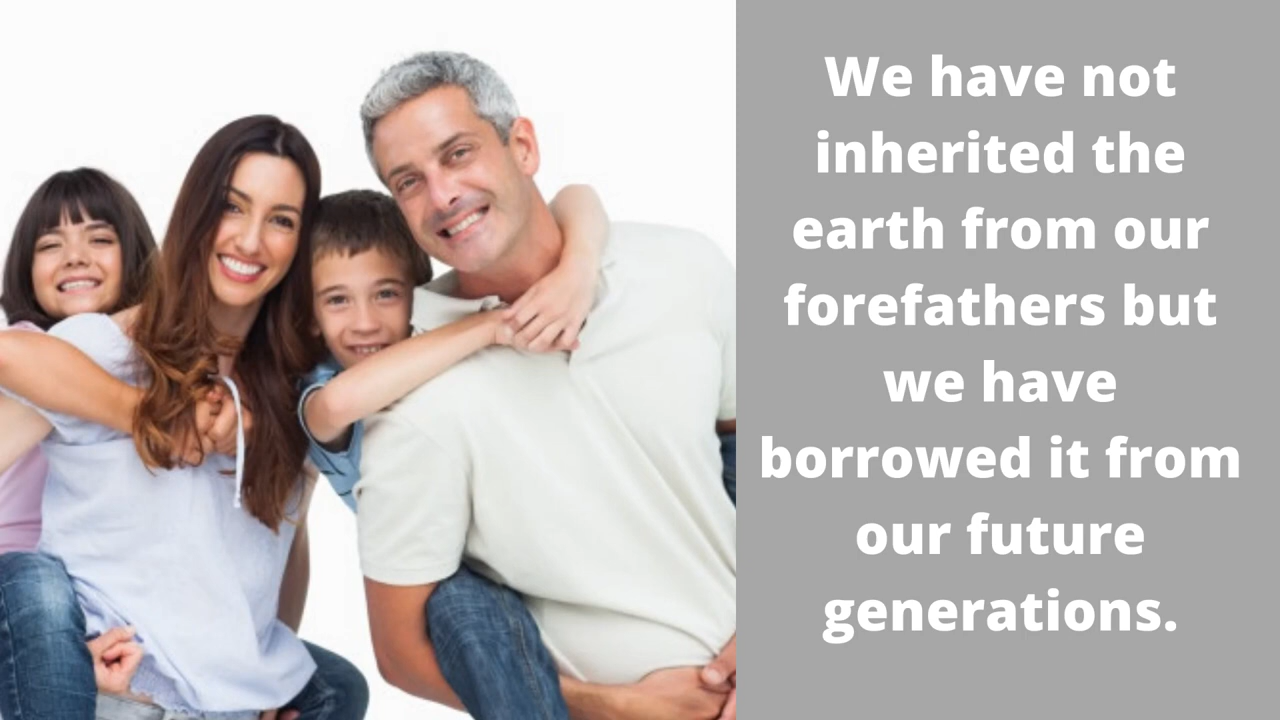 We have not
inherited the
earth from our
forefathers but
we have
borrowed it from
our future
generations.